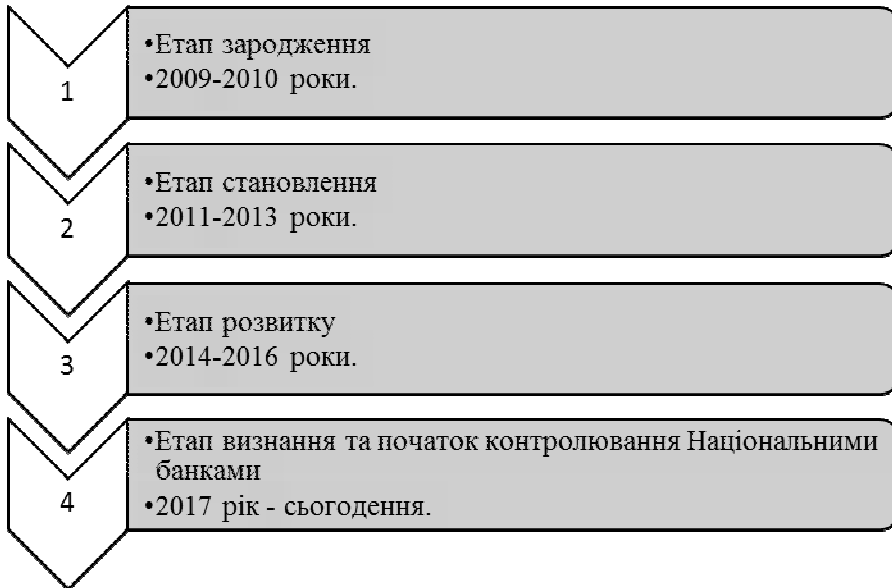 1
•Етап зародження
•2009-2010 роки.
2
•Етап становлення
•2011-2013 роки.
3
•Етап розвитку
•2014-2016 роки.
4
•Етап визнання та початок контролювання Національними
банками
•2017 рік - сьогодення.